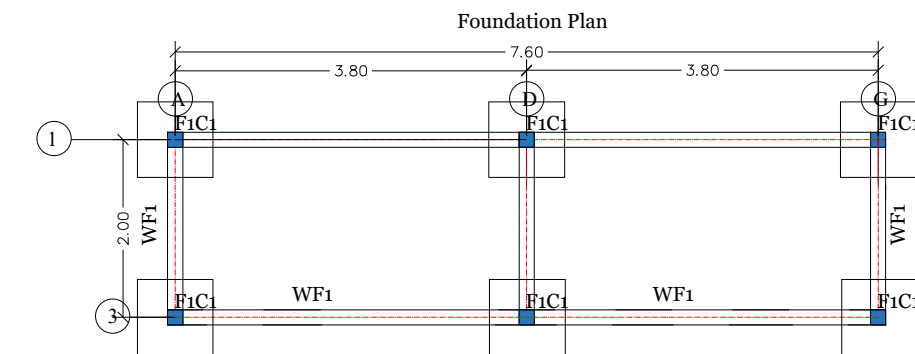 Foundation Plan
7.60
3.80 3.80
A D G
F1C1 F1C1 F1C1
1
2.00 WF1 WF1
WF1 WF1
F1C1 F1C1 F1C1
3